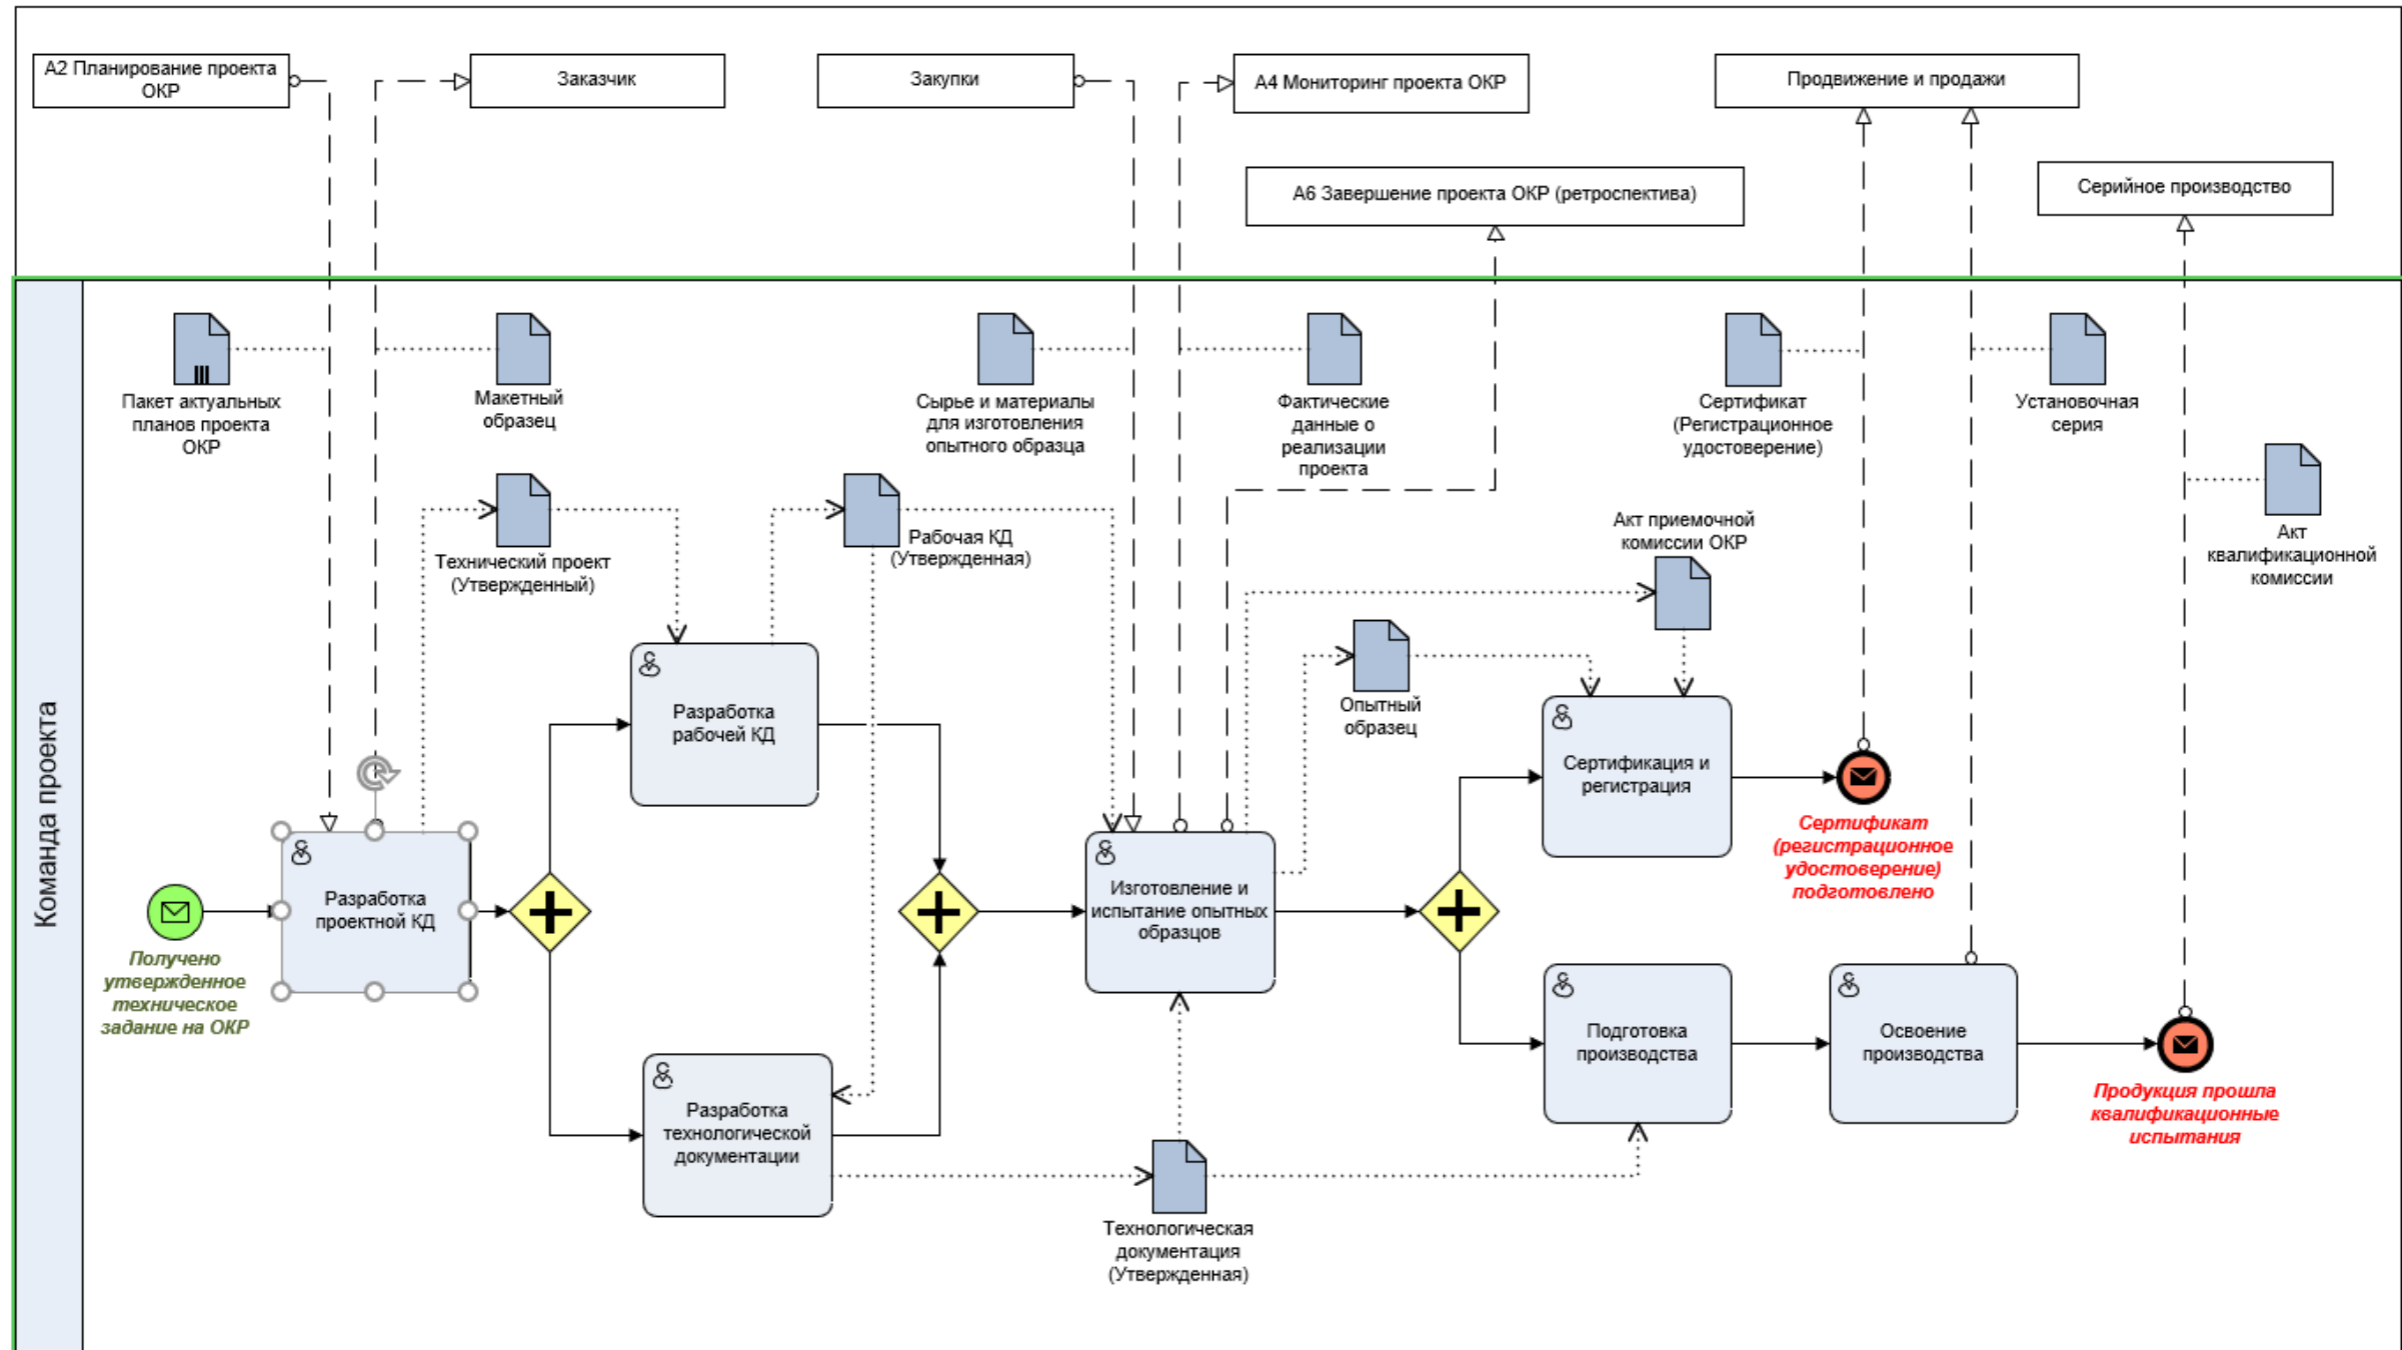 А2 Планирование проекта
ОКР
Заказчик
Закупки
А4 Мониторинг проекта ОКР
Продвижение и продажи
А6 Завершение проекта ОКР (ретроспектива)
Серийное производство
Команда проекта
Пакет актуальных
планов проекта
ОКР
Макетный
образец
Сырье и материалы
для изготовления
опытного образца
Фактические
данные о
реализации
проекта
Сертификат
(Регистрационное
удостоверение)
Установочная
серия
Акт
квалификационной
комиссии
Технический проект
(Утвержденный)
Рабочая КД
(Утвержденная)
Акт приемочной
комиссии ОКР
Опытный
образец
Разработка
рабочей КД
Сертификация и
регистрация
Сертификат
(регистрационное
удостоверение)
подготовлено
Получено
утвержденное
техническое
задание на ОКР
Разработка
проектной КД
Изготовление и
испытание опытных
образцов
Подготовка
производства
Освоение
производства
Продукция прошла
квалификационные
испытания
Разработка
технологической
документации
Технологическая
документация
(Утвержденная)